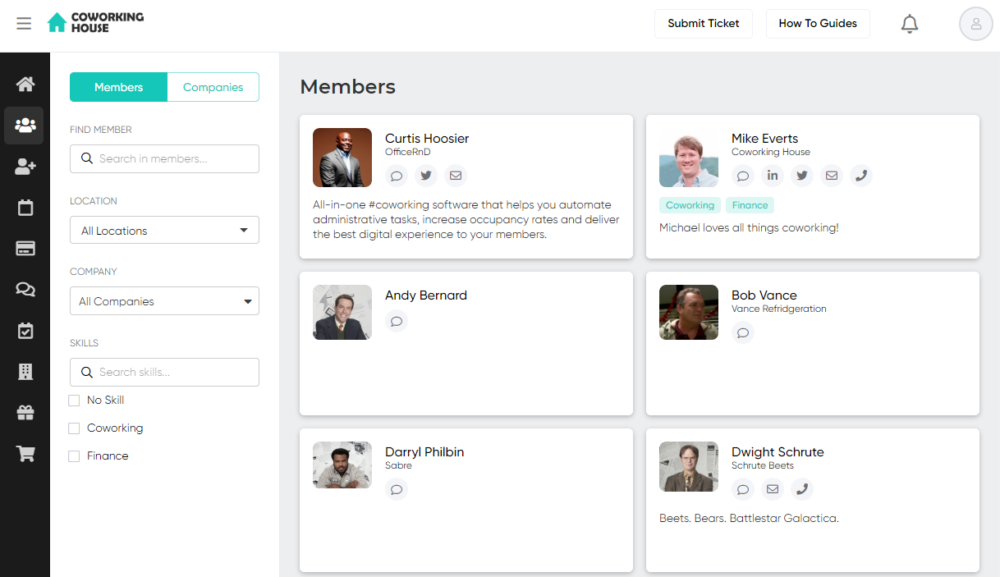 COWORKING
HOUSE
Submit Ticket
How To Guides
Members
Companies
FIND MEMBER
Search in members...
LOCATION
All Locations
COMPANY
All Companies
SKILLS
Search skills...
No Skill
Coworking
Finance
Members
Curtis Hoosier
OfficeRnD
All-in-one #coworking software that helps you automate
administrative tasks, increase occupancy rates and deliver
the best digital experience to your members.
Mike Everts
Coworking House
in
Coworking
Finance
Michael loves all things coworking!
Andy Bernard
Bob Vance
Vance Refridgeration
Darryl Philbin
Sabre
Dwight Schrute
Schrute Beets
Beets. Bears. Battlestar Galactica.